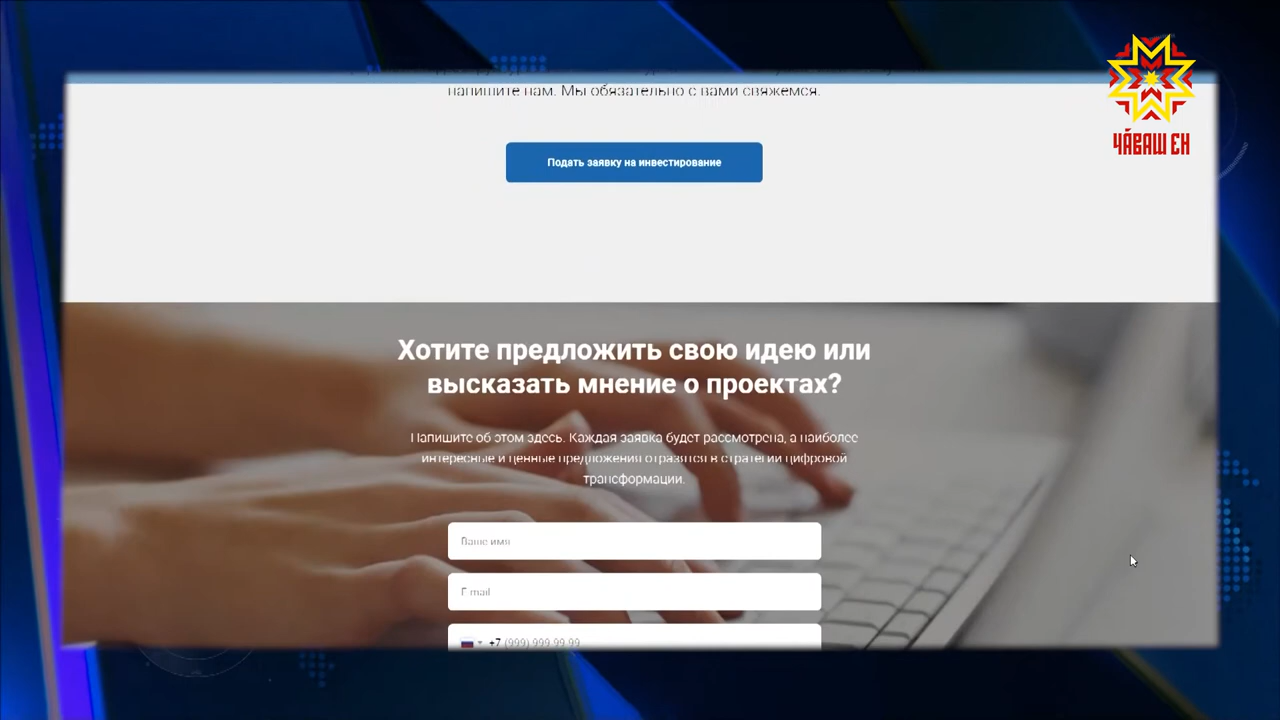 напишите нам. Мы обязательно с вами свяжемся.
Подать заявку на инвестирование
Хотите предложить свою идею или
высказать мнение о проектах?
Напишите об этом здесь. Каждая заявка будет рассмотрена, а наиболее
интересные и ценные предложения отразятся в стратегии цифровой
трансформации.
Ваше имя
E-mail
+7 (999) 999-99-99
ЧӐВАШ ЕН